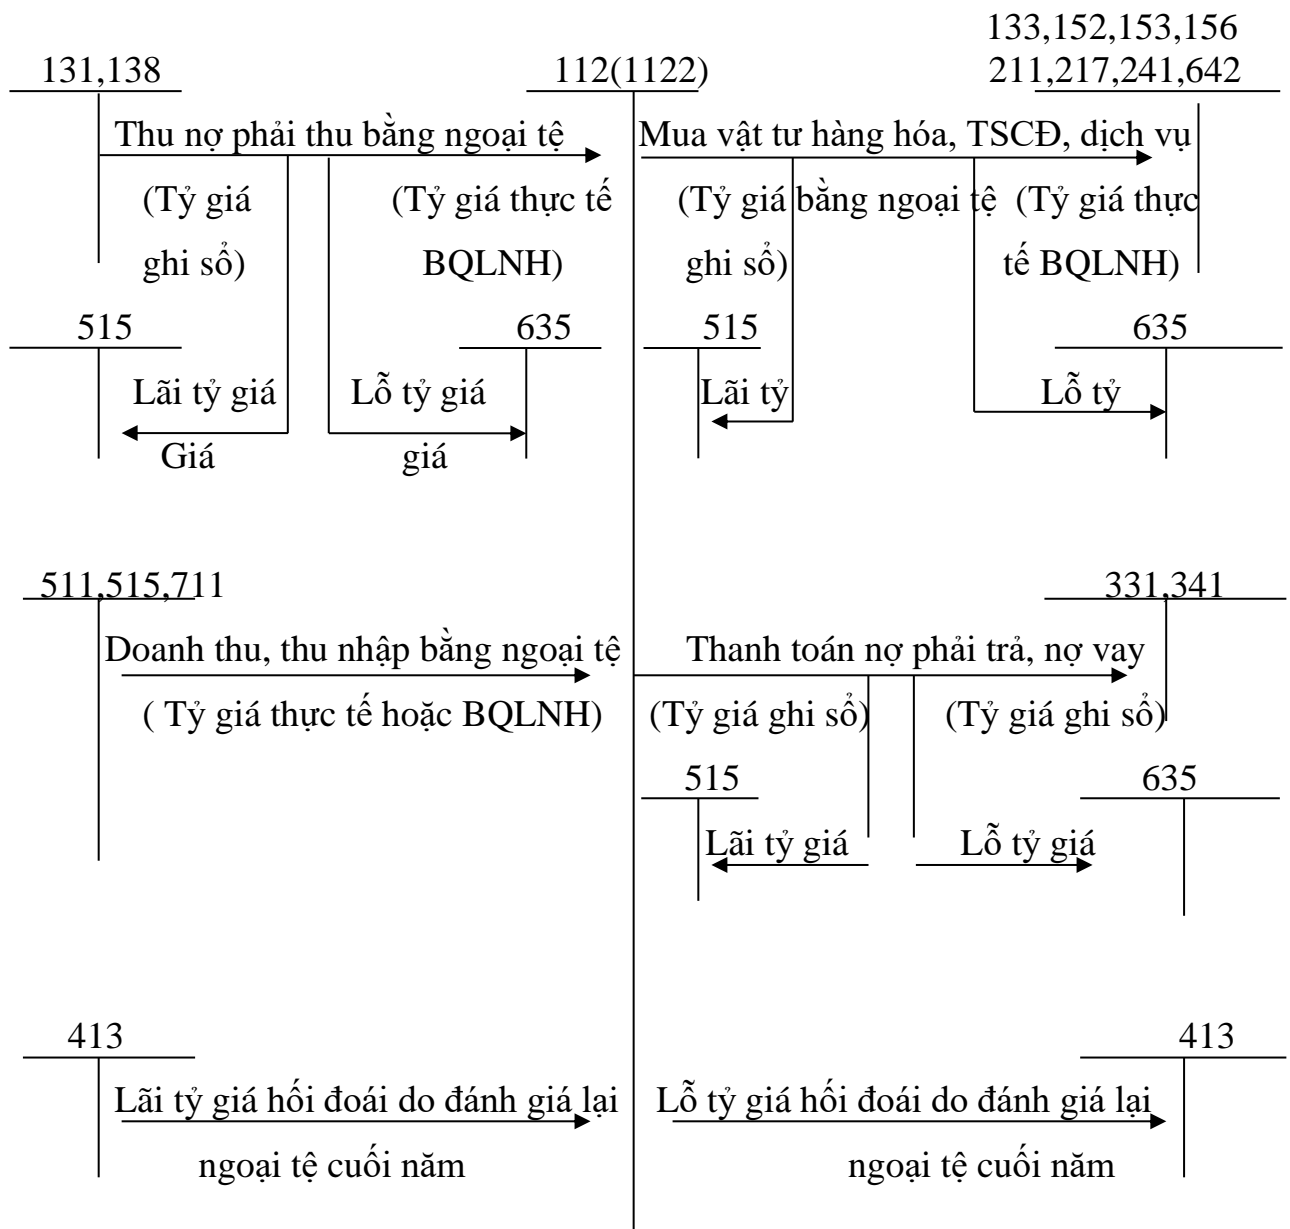 133,152,153,156
131,138 112(1122) 211,217,241,642
Thu nợ phải thu bằng ngoại tệ Mua vật tư hàng hóa, TSCĐ, dịch vụ
(Tỷ giá (Tỷ giá thực tế (Tỷ giá bằng ngoại tệ (Tỷ giá thực
ghi sổ) BQLNH) ghi sổ) tế BQLNH)
515 635 515 635
Lãi tỷ giá Lỗ tỷ giá Lãi tỷ Lỗ tỷ
Giá giá
511,515,711 331,341
Doanh thu, thu nhập bằng ngoại tệ Thanh toán nợ phải trả, nợ vay
( Tỷ giá thực tế hoặc BQLNH) (Tỷ giá ghi sổ) (Tỷ giá ghi sổ)
515 635
Lãi tỷ giá Lỗ tỷ giá
413 413
Lãi tỷ giá hối đoái do đánh giá lại Lỗ tỷ giá hối đoái do đánh giá lại
ngoại tệ cuối năm ngoại tệ cuối năm